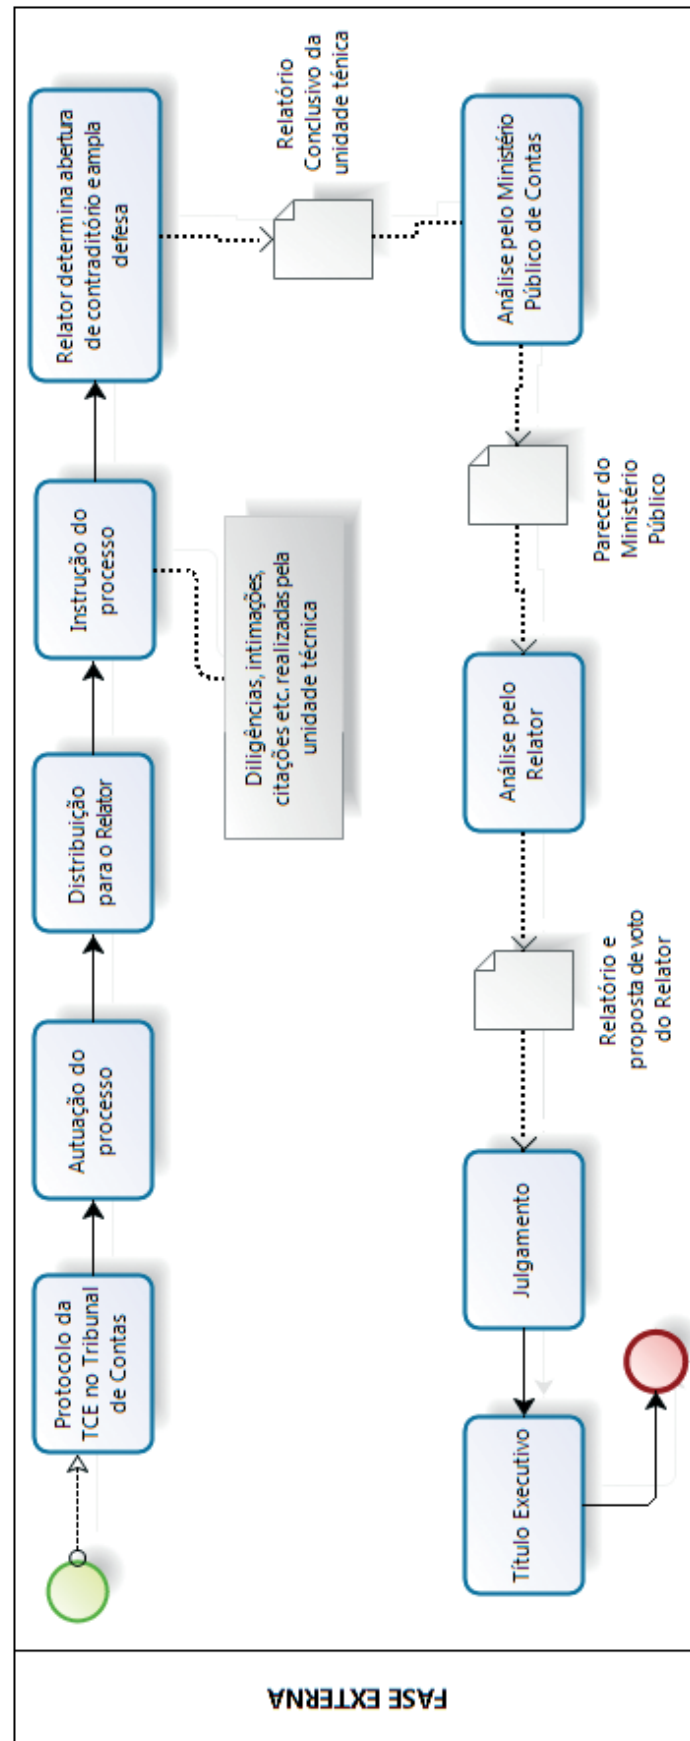 FASE EXTERNA
Protocolo da
TCE no Tribunal
de Contas
Autuação do
processo
Distribuição
para o Relator
Instrução do
processo
Diligências, intimações,
citações etc. realizadas pela
unidade técnica
Relator determina abertura
de contraditório e ampla
defesa
Relatório
Conclusivo da
unidade ténica
Análise pelo Ministério
Público de Contas
Parecer do
Ministério
Público
Análise pelo
Relator
Relatório e
proposta de voto
do Relator
Julgamento
Título Executivo